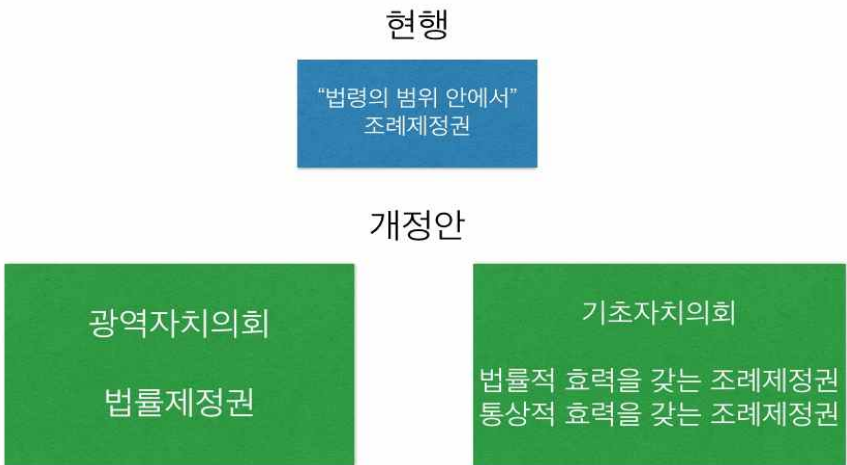 현행
“법령의 범위 안에서”
조례제정권
개정안
광역자치의회
법률제정권
기초자치의회
법률적 효력을 갖는 조례제정권
통상적 효력을 갖는 조례제정권